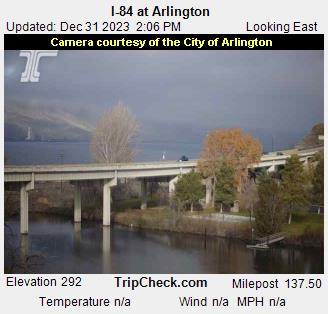 I-84 at Arlington
Updated: Dec 31 2023 2:06 PM Looking East
Camera courtesy of the City of Arlington
Elevation 292 TripCheck.com Milepost 137.50
Temperature n/a Wind n/a MPH n/a